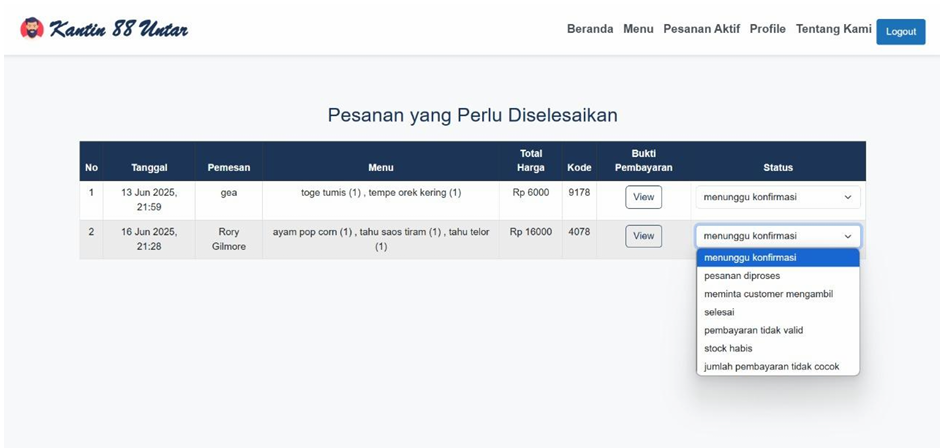 Kantin 88 Untar
Beranda Menu Pesanan Aktif Profile Tentang Kami Logout
Pesanan yang Perlu Diselesaikan
No Tanggal Pemesan Menu Total Harga Kode Bukti Pembayaran Status
1 13 Jun 2025, 21:59 gea toge tumis (1) , tempe orek kering (1) Rp 6000 9178 View menunggu konfirmasi
2 16 Jun 2025, 21:28 Rory Gilmore ayam pop corn (1) , tahu saos tiram (1) , tahu telor (1) Rp 16000 4078 View menunggu konfirmasi
menunggu konfirmasi
pesanan diproses
meminta customer mengambil
selesai
pembayaran tidak valid
stock habis
jumlah pembayaran tidak cocok